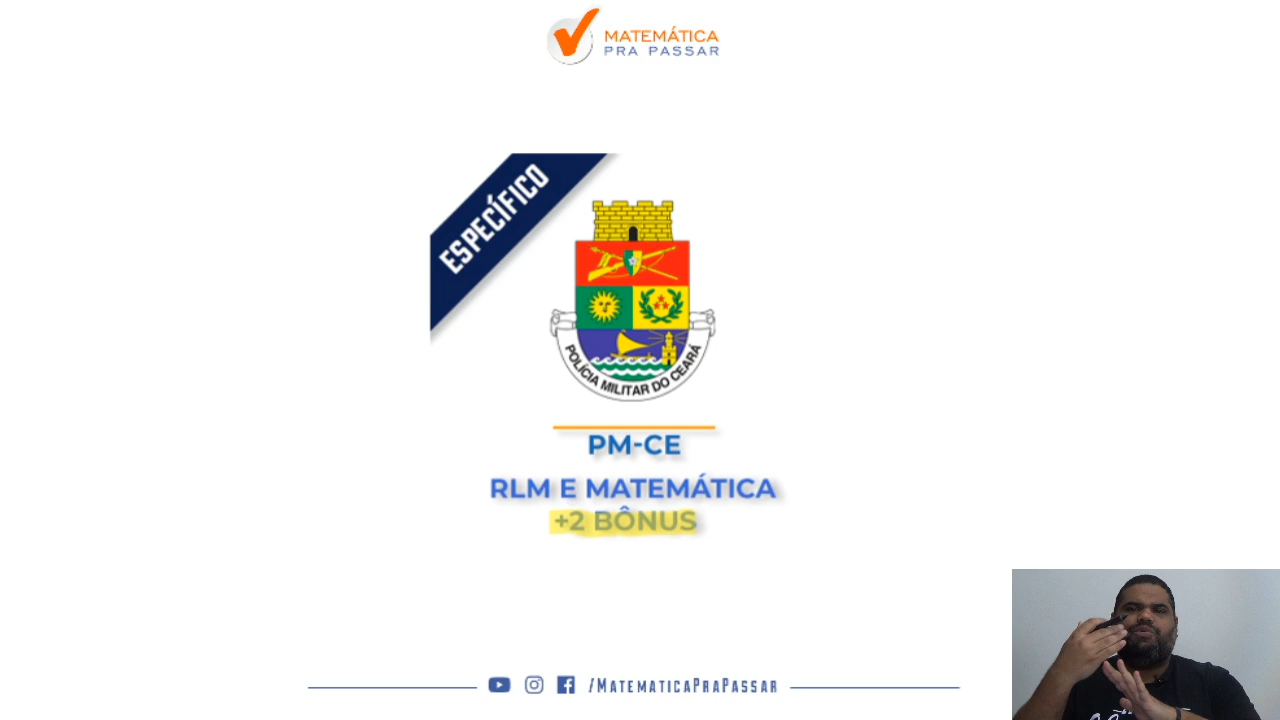 MATEMÁTICA
PRA PASSAR
ESPECÍFICO
POLÍCIA MILITAR DO CEARÁ
PM-CE
RLM E MATEMÁTICA
+2 BÔNUS
/MATEMATICAPRAPASSAR